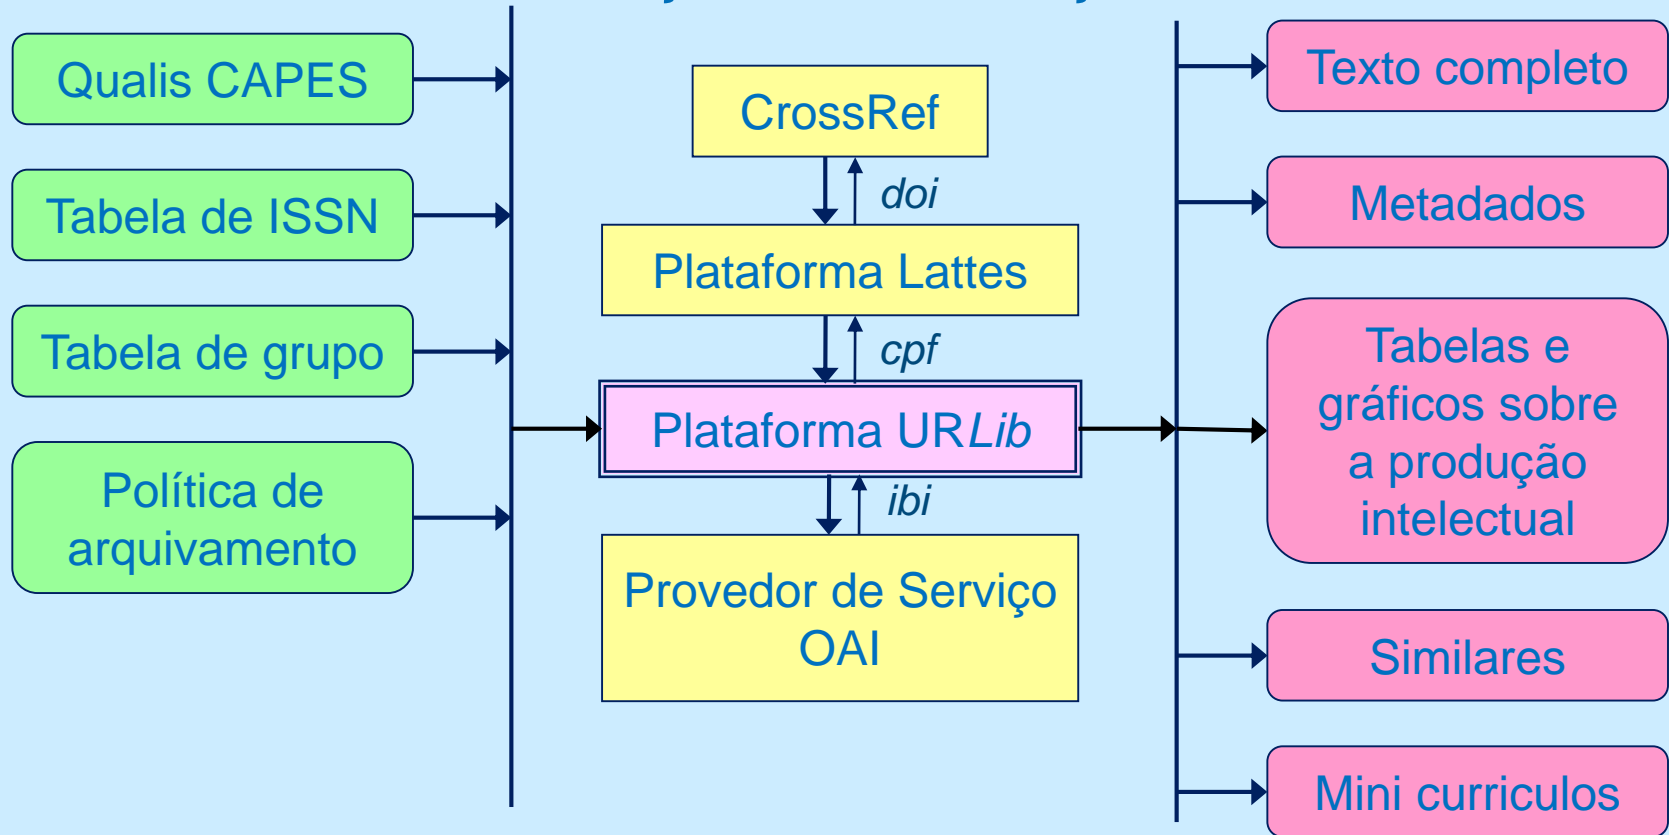 Qualis CAPES
Tabela de ISSN
Tabela de grupo
Política de
arquivamento
CrossRef
doi
Plataforma Lattes
cpf
Plataforma URLib
ibi
Provedor de Serviço
OAI
Texto completo
Metadados
Tabelas e
gráficos sobre
a produção
intelectual
Similares
Mini curriculos